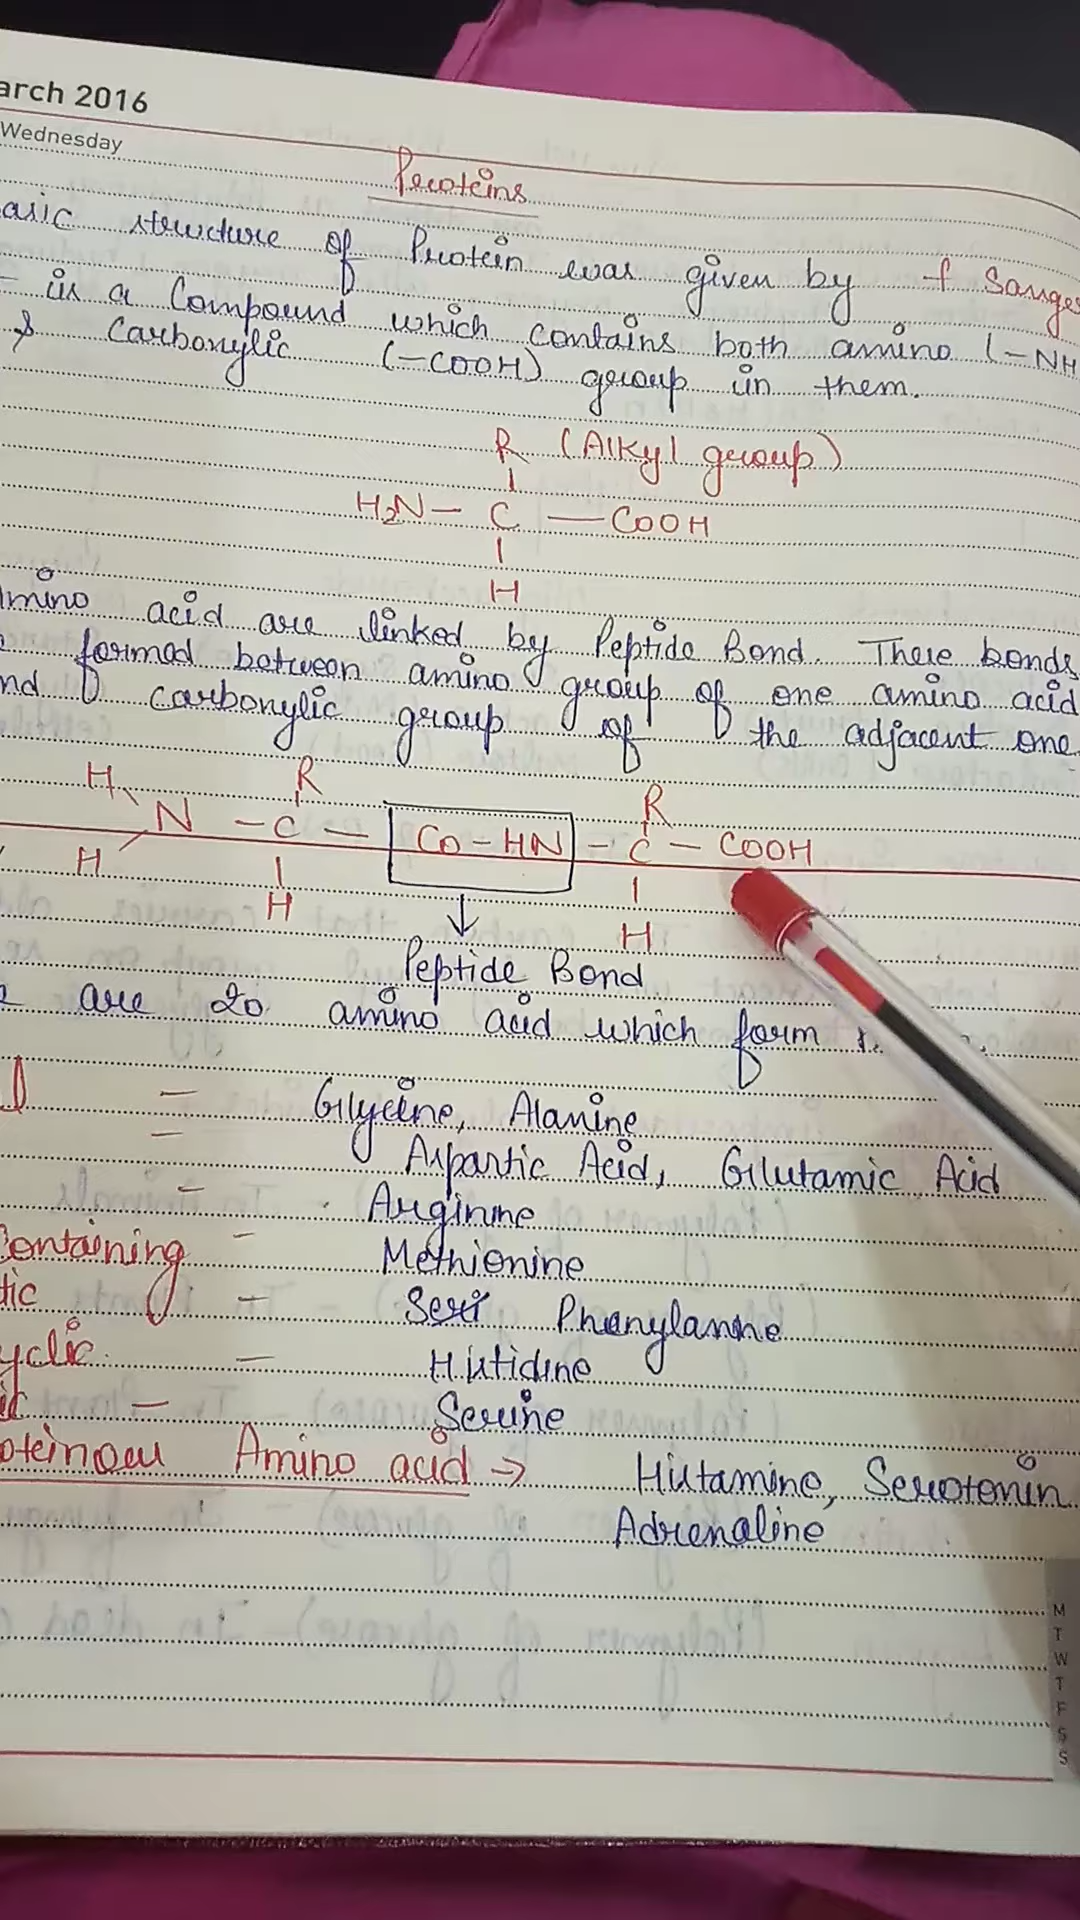 arch 2016
Wednesday
Proteins
asic structure of Protein was given by f Sange
- is a Compound which contains both amino (-NH
& Carboxylic (-COOH) group in them.
R (Alkyl group)
H₂N - C - COOH
H
mino acid are linked by Peptide Bond. These bonds
formed between amino group of one amino acid
nd carboxylic group of the adjacent one
H R R
N - C - Co-HN - C - COOH
H H H
Peptide Bond
are 20 amino acid which form
= Glyceine, Alanine
= Aspartic Acid, Glutamic Acid
- Arginine
Containing - Methionine
tic - Phenylanine
yclic - Histidine
- Serine
oteinous Amino acid → Histamine, Serotonin
Adrenaline
M
T
W
T
F
S
S